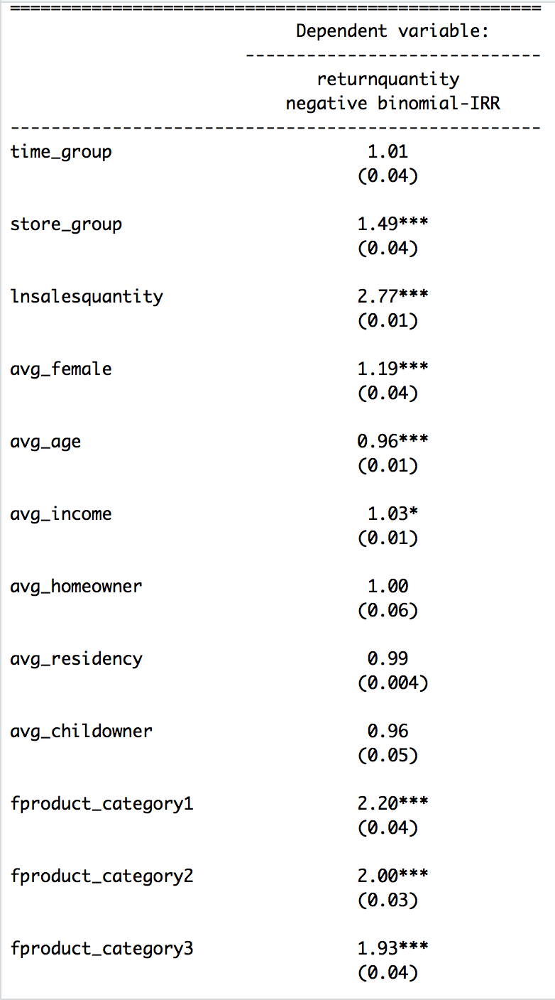 ====================================================
Dependent variable:
-----------------------------
returnquantity
negative binomial-IRR
----------------------------------------------------
time_group 1.01
(0.04)
store_group 1.49***
(0.04)
lnsalesquantity 2.77***
(0.01)
avg_female 1.19***
(0.04)
avg_age 0.96***
(0.01)
avg_income 1.03*
(0.01)
avg_homeowner 1.00
(0.06)
avg_residency 0.99
(0.004)
avg_childowner 0.96
(0.05)
fproduct_category1 2.20***
(0.04)
fproduct_category2 2.00***
(0.03)
fproduct_category3 1.93***
(0.04)